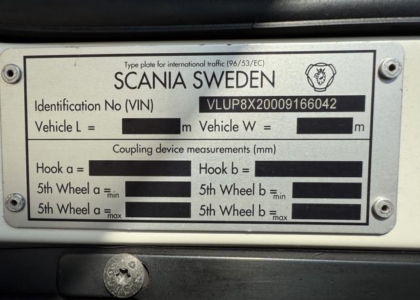 Type plate for international traffic (96/53/EC)
SCANIA SWEDEN
Identification No (VIN) VLUP8X20009166042
Vehicle L = m Vehicle W = m
Coupling device measurements (mm)
Hook a = Hook b =
5th Wheel a =min 5th Wheel b =min
5th Wheel a =max 5th Wheel b =max